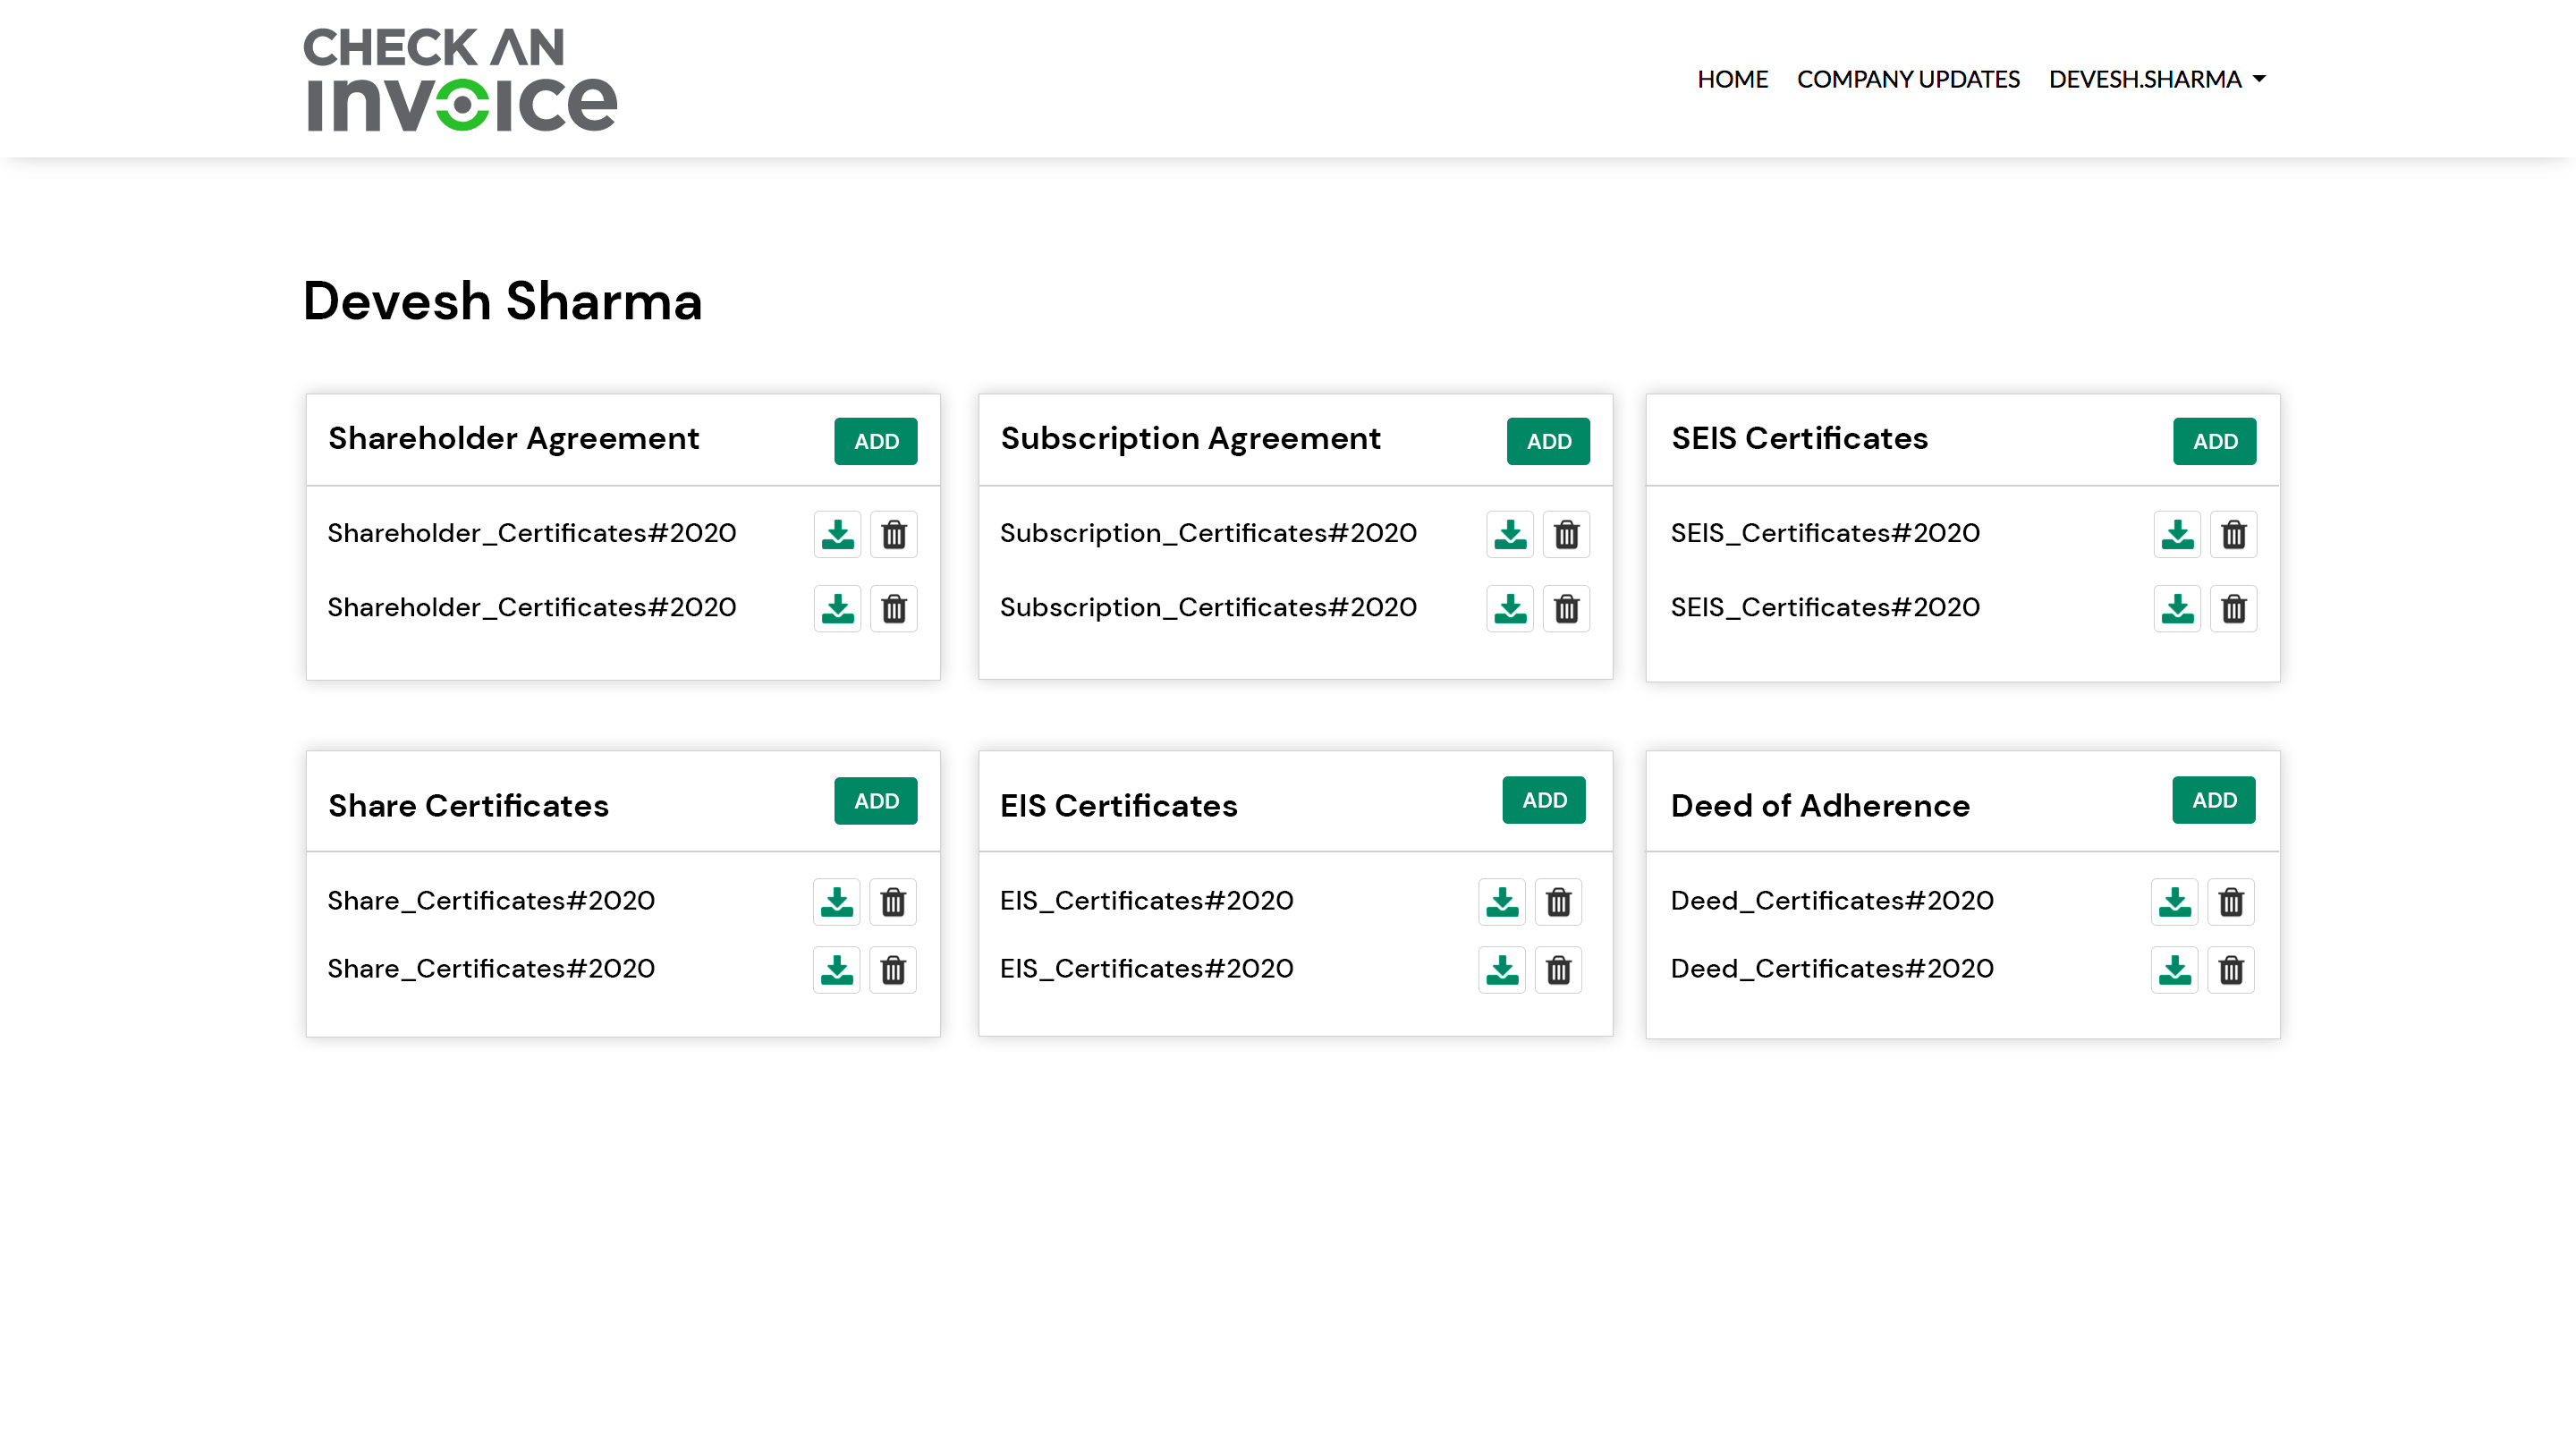 CHECK AN
invoice
HOME COMPANY UPDATES DEVESH.SHARMA
Devesh Sharma
Shareholder Agreement ADD
Shareholder_Certificates#2020
Shareholder_Certificates#2020
Subscription Agreement ADD
Subscription_Certificates#2020
Subscription_Certificates#2020
SEIS Certificates ADD
SEIS_Certificates#2020
SEIS_Certificates#2020
Share Certificates ADD
Share_Certificates#2020
Share_Certificates#2020
EIS Certificates ADD
EIS_Certificates#2020
EIS_Certificates#2020
Deed of Adherence ADD
Deed_Certificates#2020
Deed_Certificates#2020